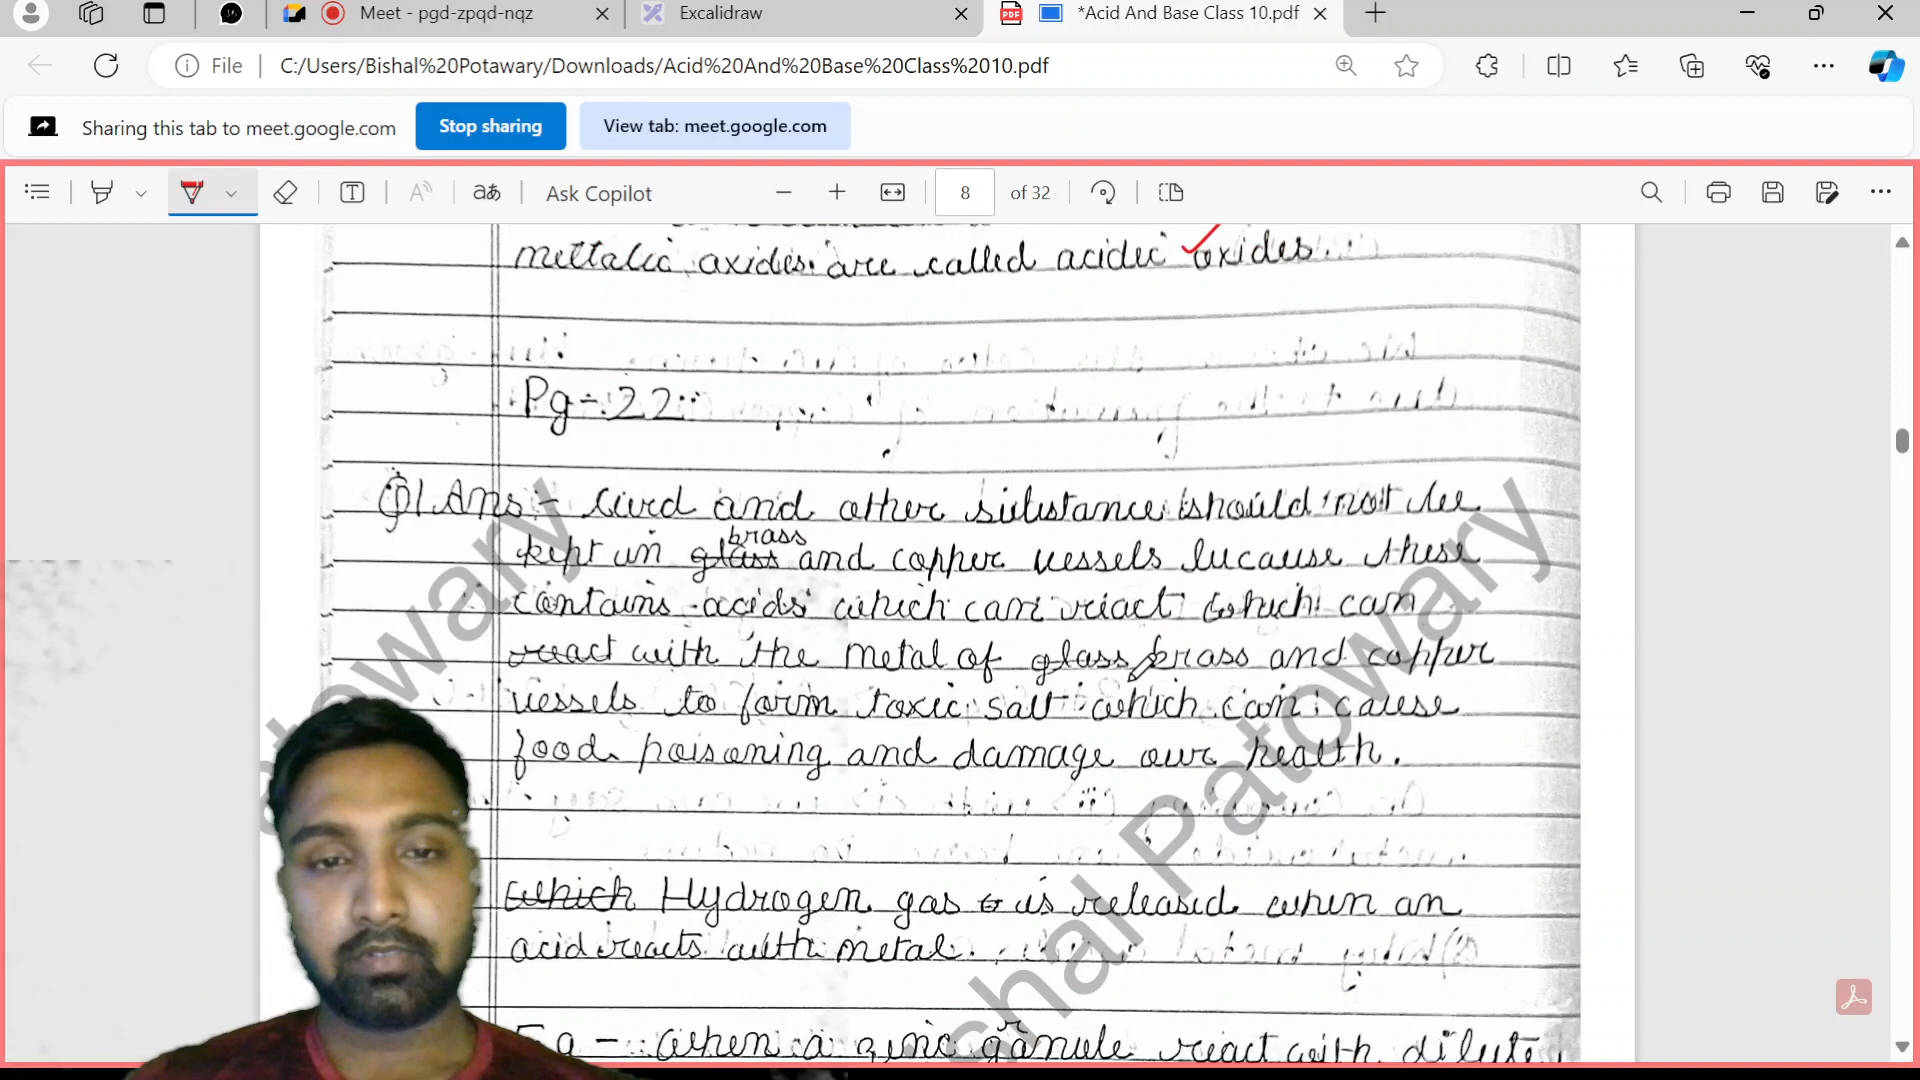 Meet - pgd-zpqd-nqz
Excalidraw
*Acid And Base Class 10.pdf
File
C:/Users/Bishal%20Potawary/Downloads/Acid%20And%20Base%20Class%2010.pdf
Sharing this tab to meet.google.com
Stop sharing
View tab: meet.google.com
Ask Copilot
8 of 32
mettalic oxides are called acidic oxides.
Pg - 22
Q1. Ans - Curd and other substance should not be
brass
kept in glass and copper vessels because these
contains acids which can react which can
react with the metal of glass brass and copper
vessels to form toxic salt which can cause
food poisoning and damage our health.
which Hydrogen gas is released when an
acid reacts with metal.
Eg - when a zinc granule react with dilute
Bishal Patowary